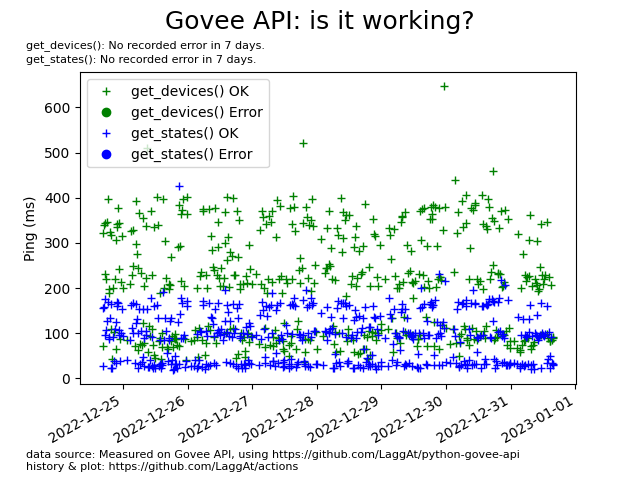 Govee API: is it working?
get_devices(): No recorded error in 7 days.
get_states(): No recorded error in 7 days.
get_devices() OK
get_devices() Error
get_states() OK
get_states() Error
Ping (ms)
600
500
400
300
200
100
0
2022-12-25
2022-12-26
2022-12-27
2022-12-28
2022-12-29
2022-12-30
2022-12-31
2023-01-01
data source: Measured on Govee API, using https://github.com/LaggAt/python-govee-api
history & plot: https://github.com/LaggAt/actions